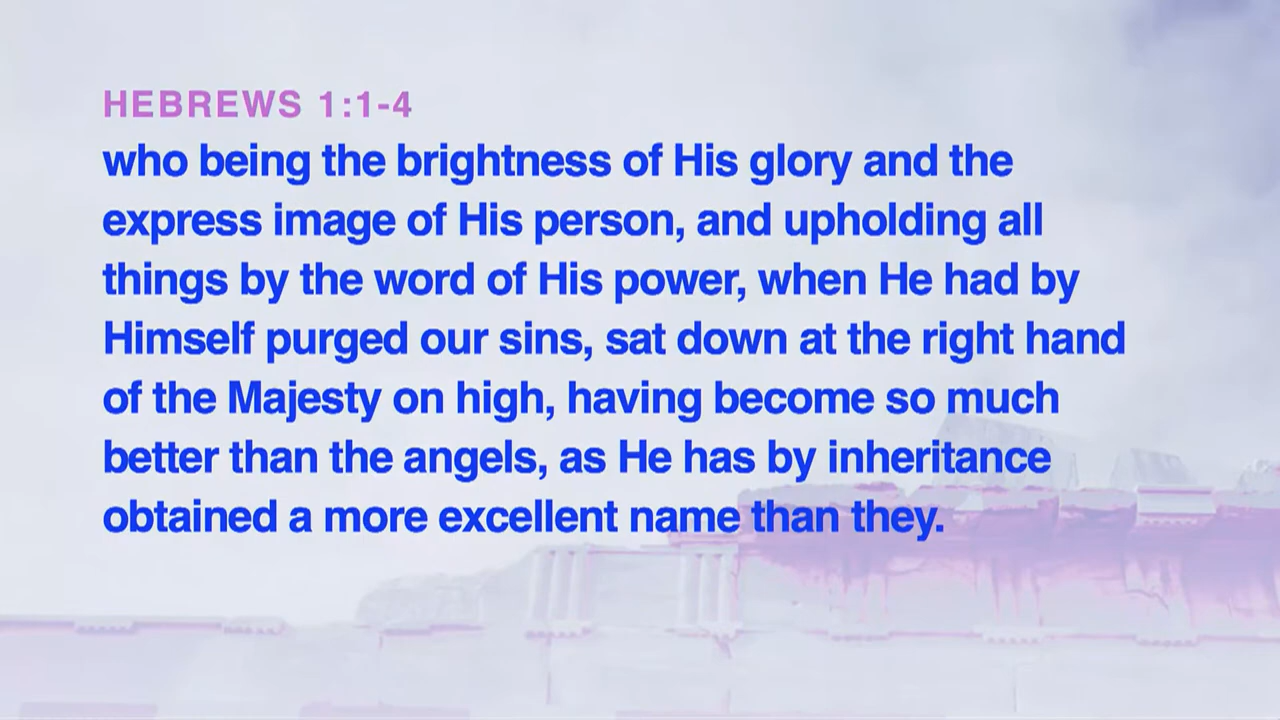 HEBREWS 1:1-4
who being the brightness of His glory and the
express image of His person, and upholding all
things by the word of His power, when He had by
Himself purged our sins, sat down at the right hand
of the Majesty on high, having become so much
better than the angels, as He has by inheritance
obtained a more excellent name than they.